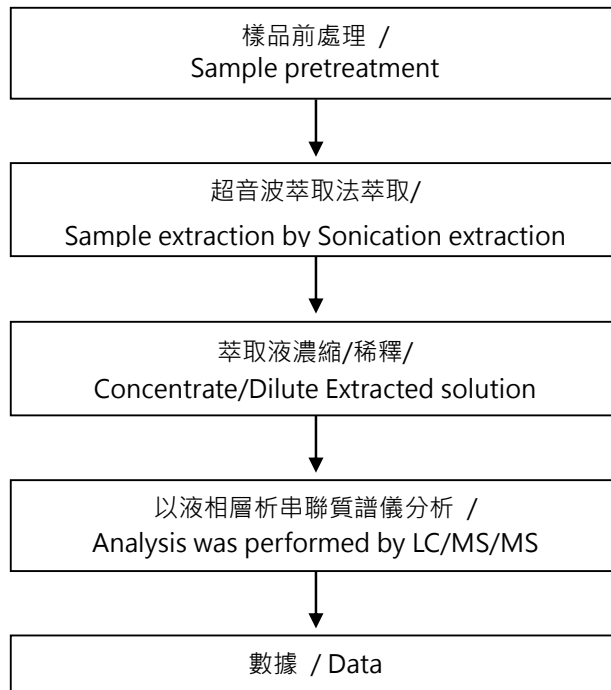 樣品前處理 /
Sample pretreatment
超音波萃取法萃取/
Sample extraction by Sonication extraction
萃取液濃縮/稀釋/
Concentrate/Dilute Extracted solution
以液相層析串聯質譜儀分析 /
Analysis was performed by LC/MS/MS
數據 / Data